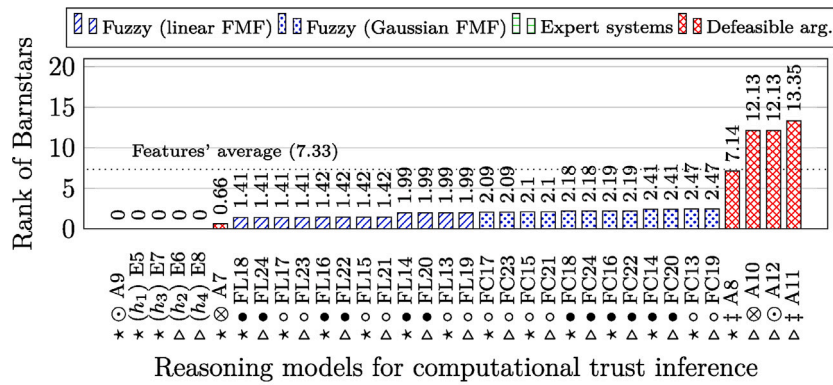 Fuzzy (linear FMF) Fuzzy (Gaussian FMF) Expert systems Defeasible arg.
Rank of Barnstars
20
15
10
5
0
Features' average (7.33)
0 0 0 0 0 0.66 1.41 1.41 1.41 1.41 1.42 1.42 1.42 1.42 1.99 1.99 1.99 1.99 2.09 2.09 2.1 2.1 2.18 2.18 2.19 2.19 2.41 2.41 2.47 2.47 7.14 12.13 12.13 13.35
⋆ ⊙ A9
⋆ (h₁) E5
⋆ (h₃) E7
▷ (h₂) E6
▷ (h₄) E8
⋆ ⊗ A7
⋆ ● FL18
▷ ● FL24
⋆ ○ FL17
▷ ○ FL23
⋆ ● FL16
▷ ● FL22
⋆ ○ FL15
▷ ○ FL21
⋆ ● FL14
▷ ● FL20
⋆ ○ FL13
▷ ○ FL19
⋆ ○ FC17
▷ ○ FC23
⋆ ○ FC15
▷ ○ FC21
⋆ ● FC18
▷ ● FC24
⋆ ● FC16
▷ ● FC22
⋆ ● FC14
▷ ● FC20
⋆ ○ FC13
▷ ○ FC19
⋆ ‡ A8
▷ ⊗ A10
▷ ⊙ A12
▷ ‡ A11
Reasoning models for computational trust inference